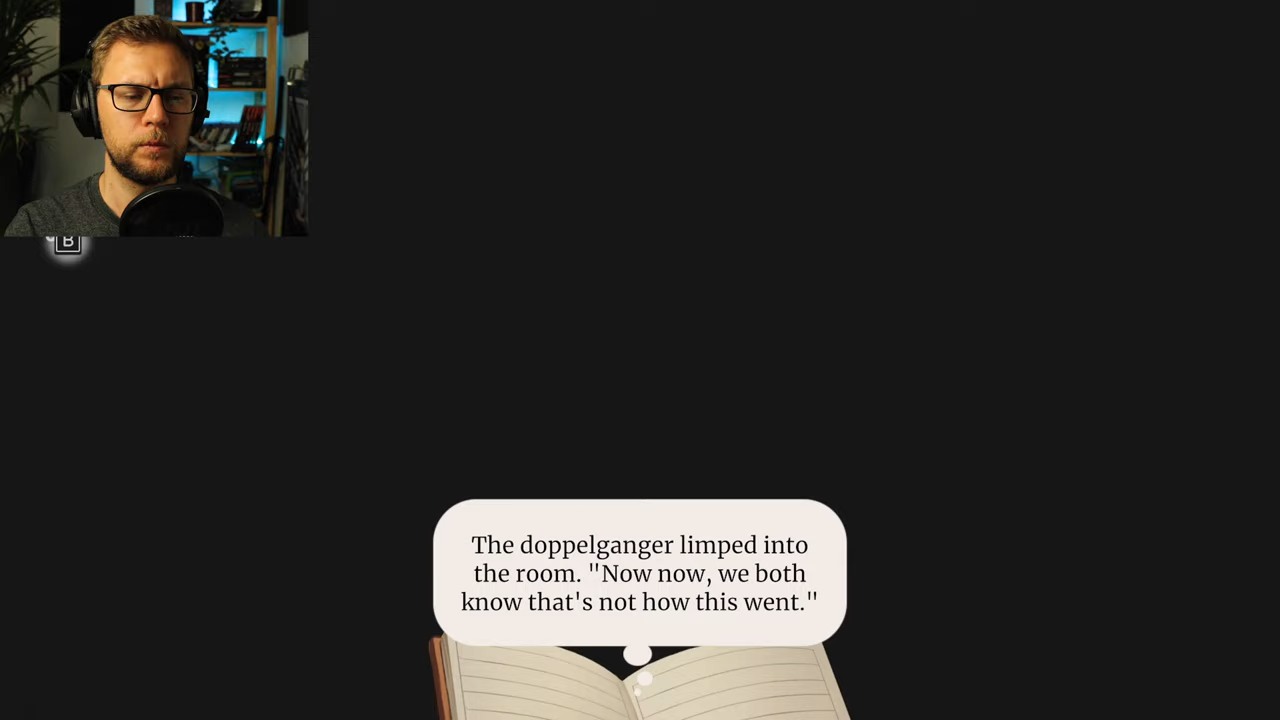 B
The doppelganger limped into
the room. "Now now, we both
know that's not how this went."